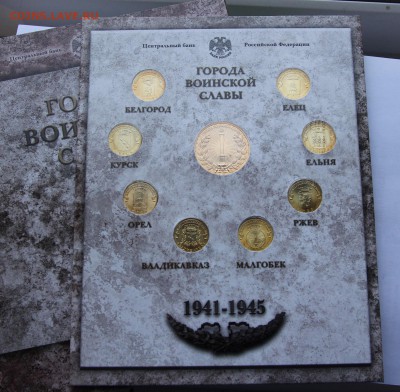 Центральный банк Российской Федерации
ГОРОДА
ВОИНСКОЙ
СЛАВЫ
БЕЛГОРОД
ЕЛЕЦ
КУРСК
ЕЛЬНЯ
ОРЕЛ
РЖЕВ
ВЛАДИКАВКАЗ
МАЛГОБЕК
1941-1945